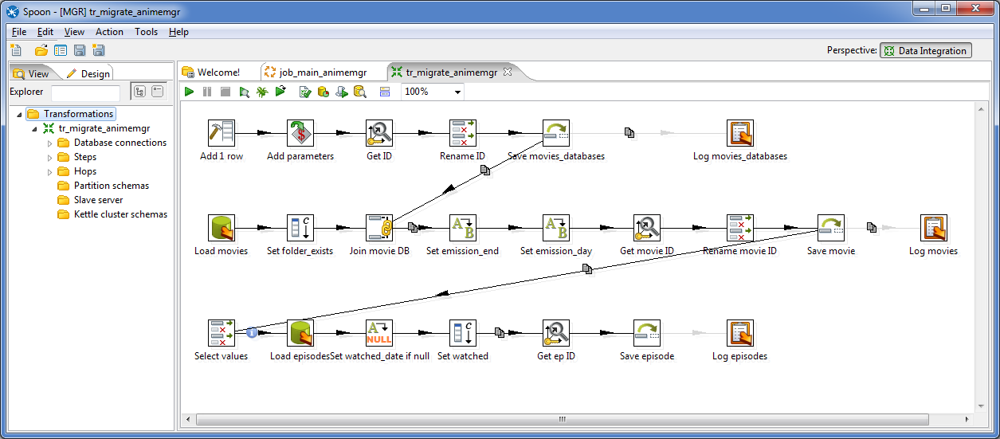 Spoon - [MGR] tr_migrate_animemgr
File Edit View Action Tools Help
Perspective: Data Integration
View Design
Explorer
Transformations
tr_migrate_animemgr
Database connections
Steps
Hops
Partition schemas
Slave server
Kettle cluster schemas
Welcome! job_main_animemgr tr_migrate_animemgr
100%
Add 1 row Add parameters Get ID Rename ID Save movies_databases Log movies_databases
Load movies Set folder_exists Join movie DB Set emission_end Set emission_day Get movie ID Rename movie ID Save movie Log movies
NULL
Select values Load episodes Set watched_date if null Set watched Get ep ID Save episode Log episodes